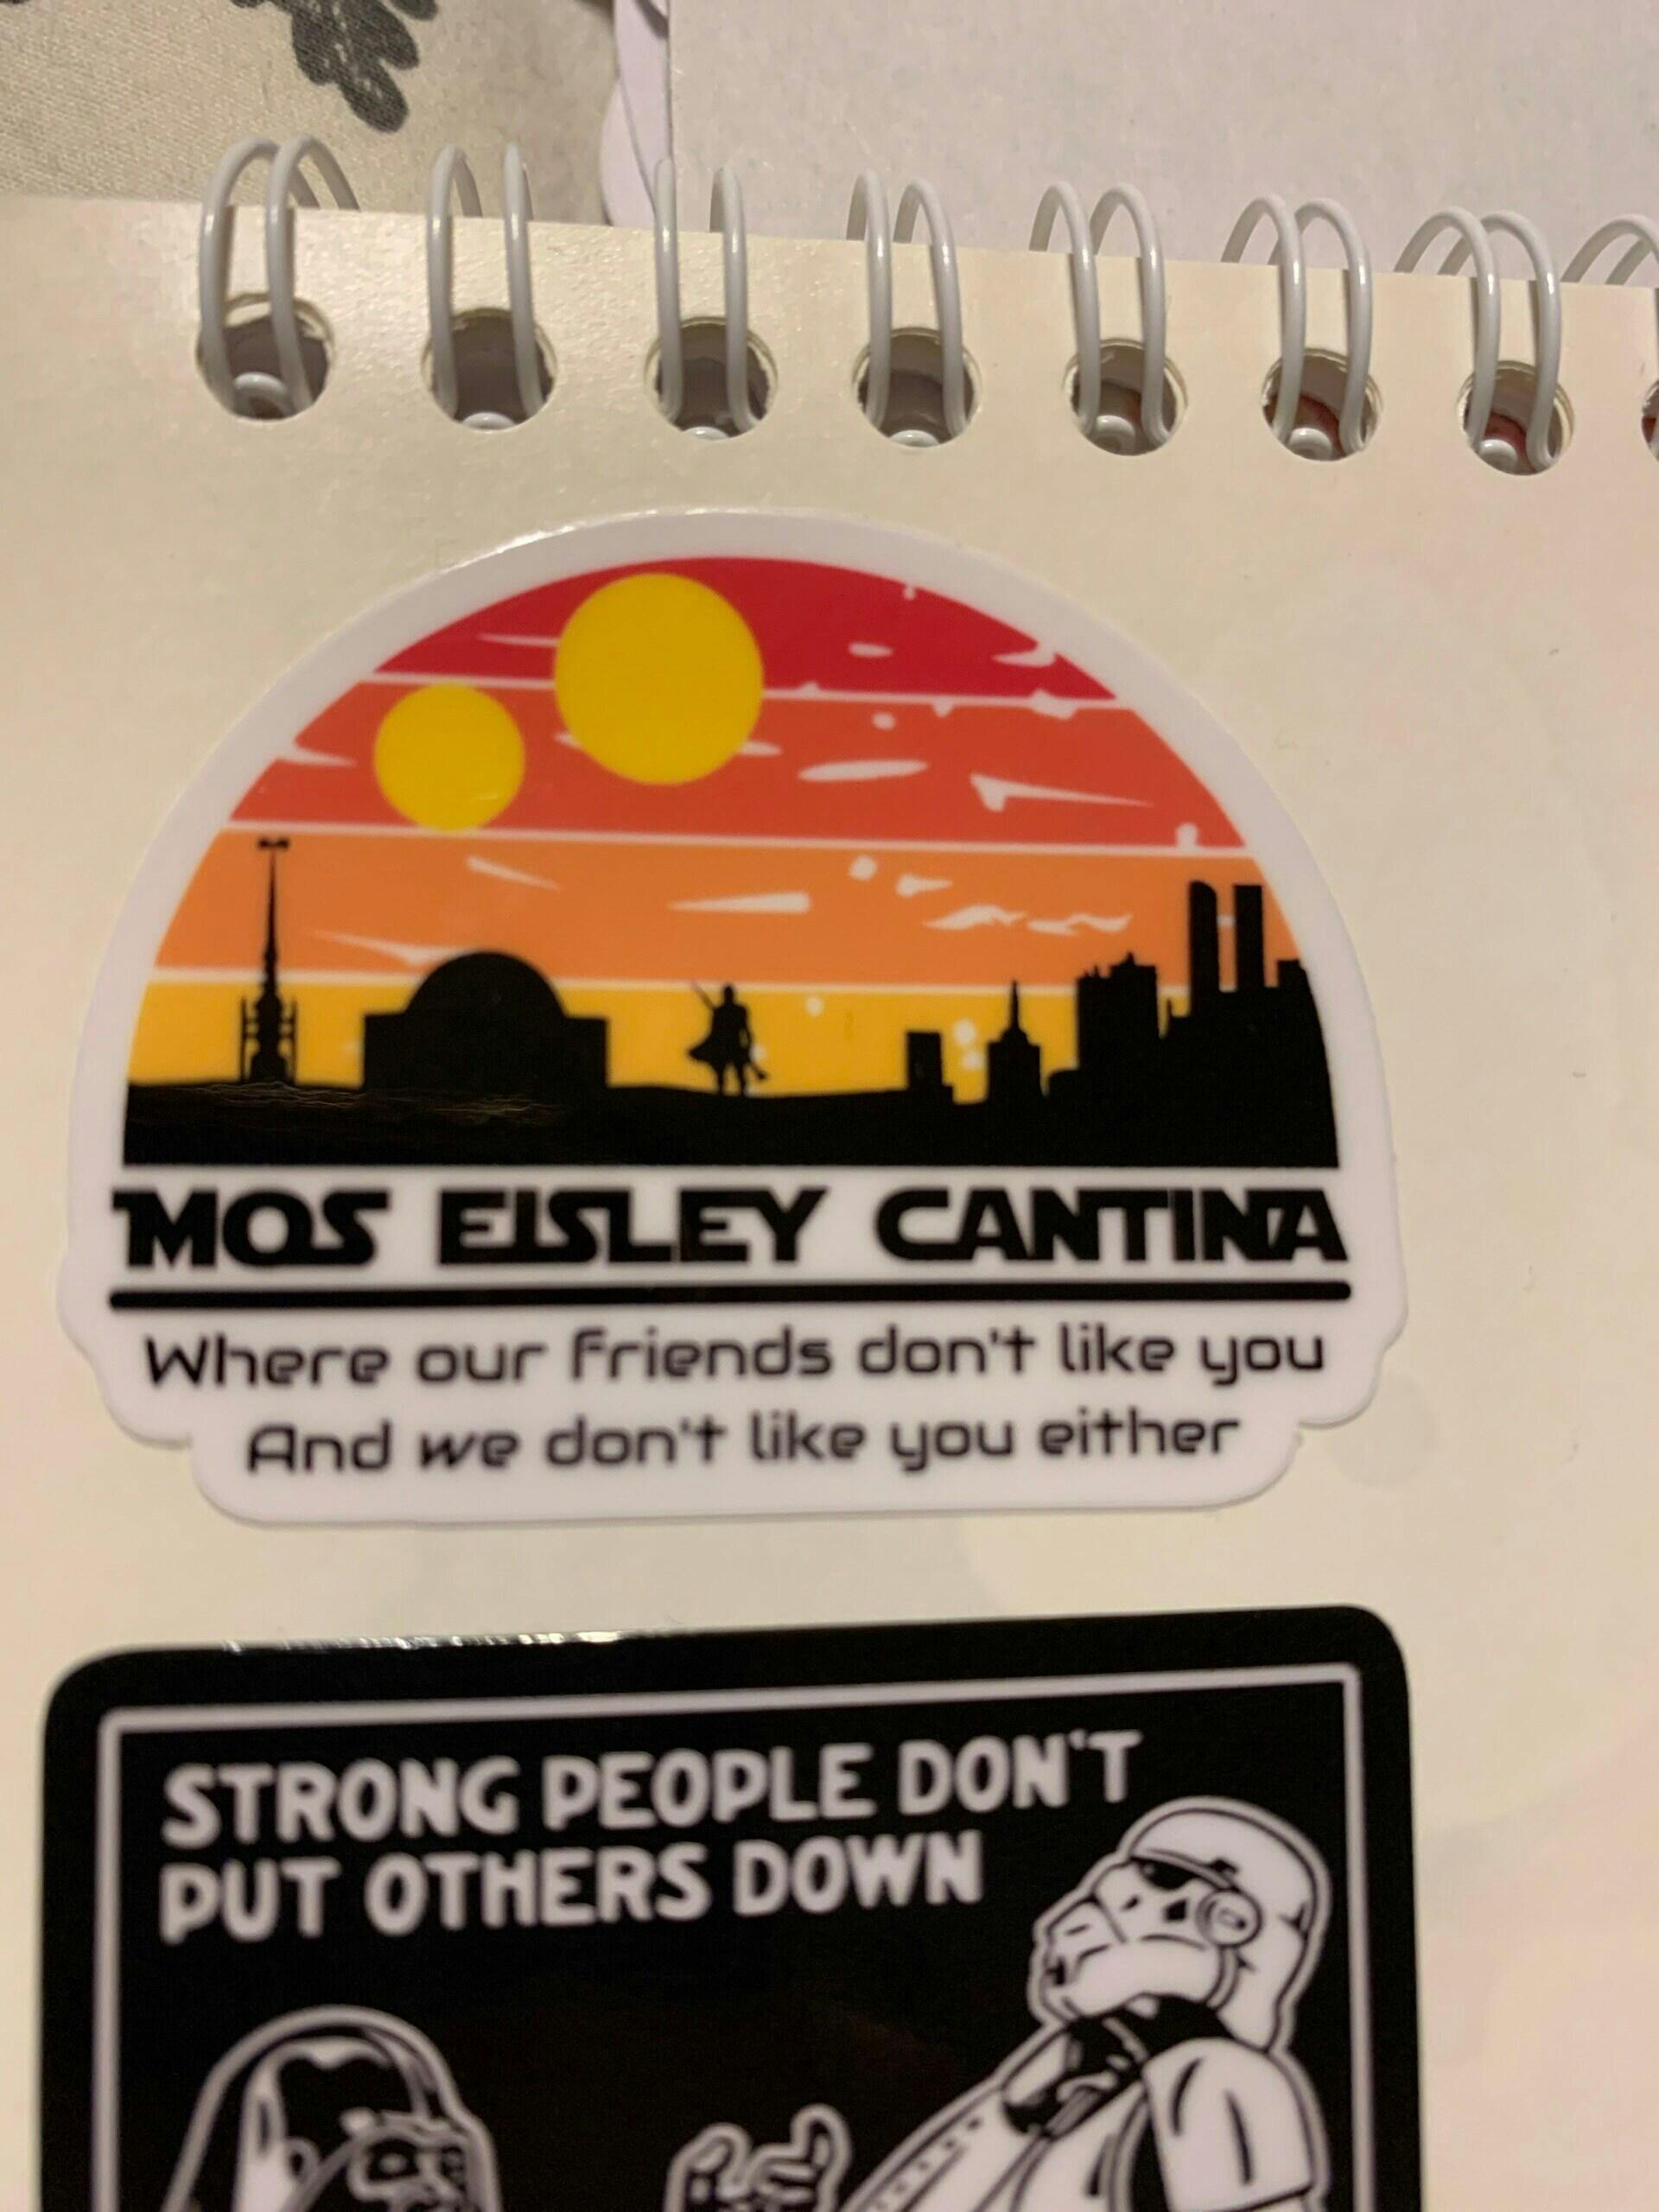 MOS EISLEY CANTINA
Where our friends don't like you
And we don't like you either
STRONG PEOPLE DON'T
PUT OTHERS DOWN